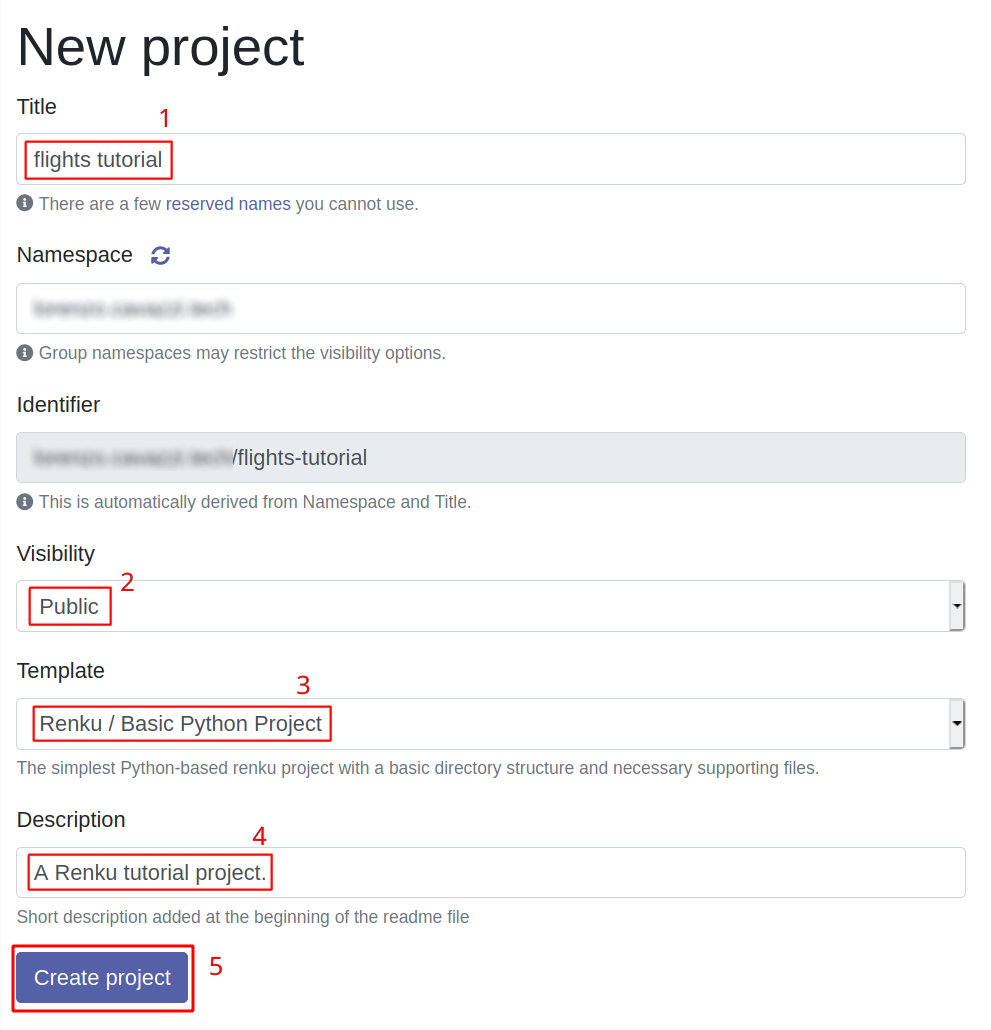 New project
Title
1
flights tutorial
There are a few reserved names you cannot use.
Namespace
Group namespaces may restrict the visibility options.
Identifier
/flights-tutorial
This is automatically derived from Namespace and Title.
Visibility
2
Public
Template
3
Renku / Basic Python Project
The simplest Python-based renku project with a basic directory structure and necessary supporting files.
Description
4
A Renku tutorial project.
Short description added at the beginning of the readme file
Create project
5